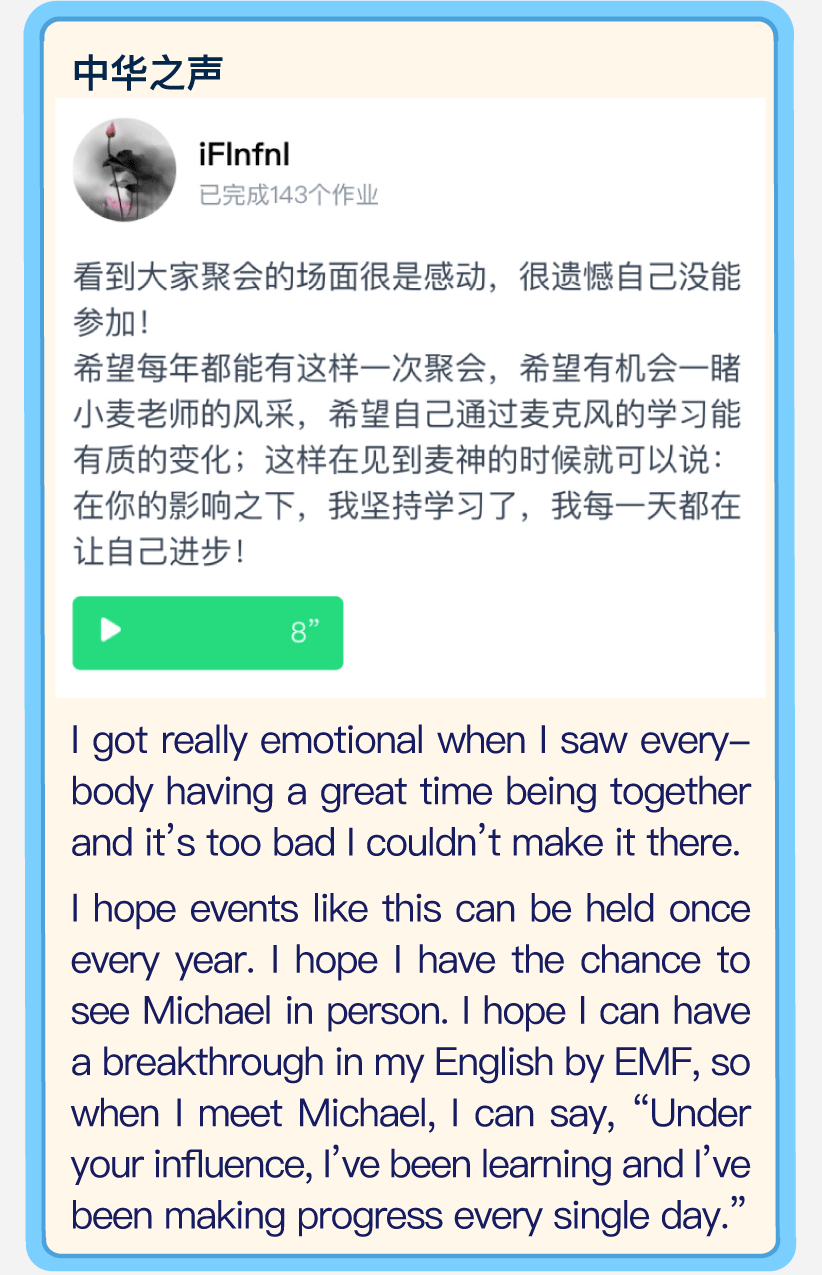 中华之声
iFlnfnl
已完成143个作业
看到大家聚会的场面很是感动，很遗憾自己没能
参加！
希望每年都能有这样一次聚会，希望有机会一睹
小麦老师的风采，希望自己通过麦克风的学习能
有质的变化；这样在见到麦神的时候就可以说：
在你的影响之下，我坚持学习了，我每一天都在
让自己进步！
8”
I got really emotional when I saw every-
body having a great time being together
and it’s too bad I couldn’t make it there.
I hope events like this can be held once
every year. I hope I have the chance to
see Michael in person. I hope I can have
a breakthrough in my English by EMF, so
when I meet Michael, I can say, “Under
your influence, I’ve been learning and I’ve
been making progress every single day.”